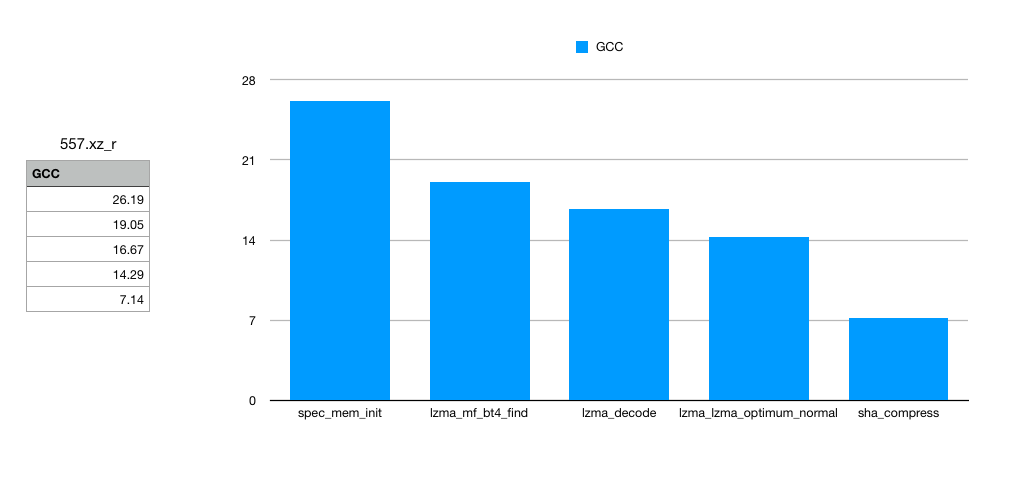 557.xz_r
GCC
26.19
19.05
16.67
14.29
7.14
GCC
28
21
14
7
0
spec_mem_init lzma_mf_bt4_find lzma_decode lzma_lzma_optimum_normal sha_compress